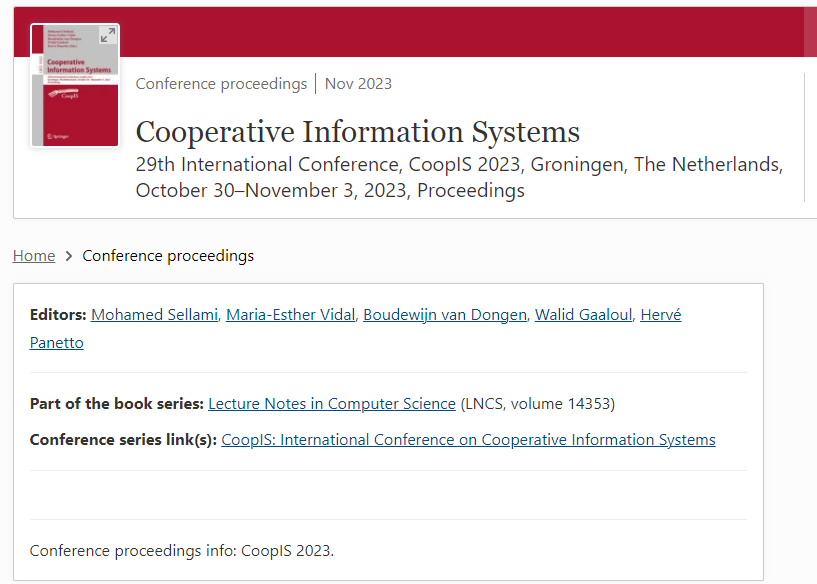 Cooperative
Information Systems
CoopIS
Springer
Conference proceedings | Nov 2023
Cooperative Information Systems
29th International Conference, CoopIS 2023, Groningen, The Netherlands,
October 30–November 3, 2023, Proceedings
Home > Conference proceedings
Editors: Mohamed Sellami, Maria-Esther Vidal, Boudewijn van Dongen, Walid Gaaloul, Hervé
Panetto
Part of the book series: Lecture Notes in Computer Science (LNCS, volume 14353)
Conference series link(s): CoopIS: International Conference on Cooperative Information Systems
Conference proceedings info: CoopIS 2023.